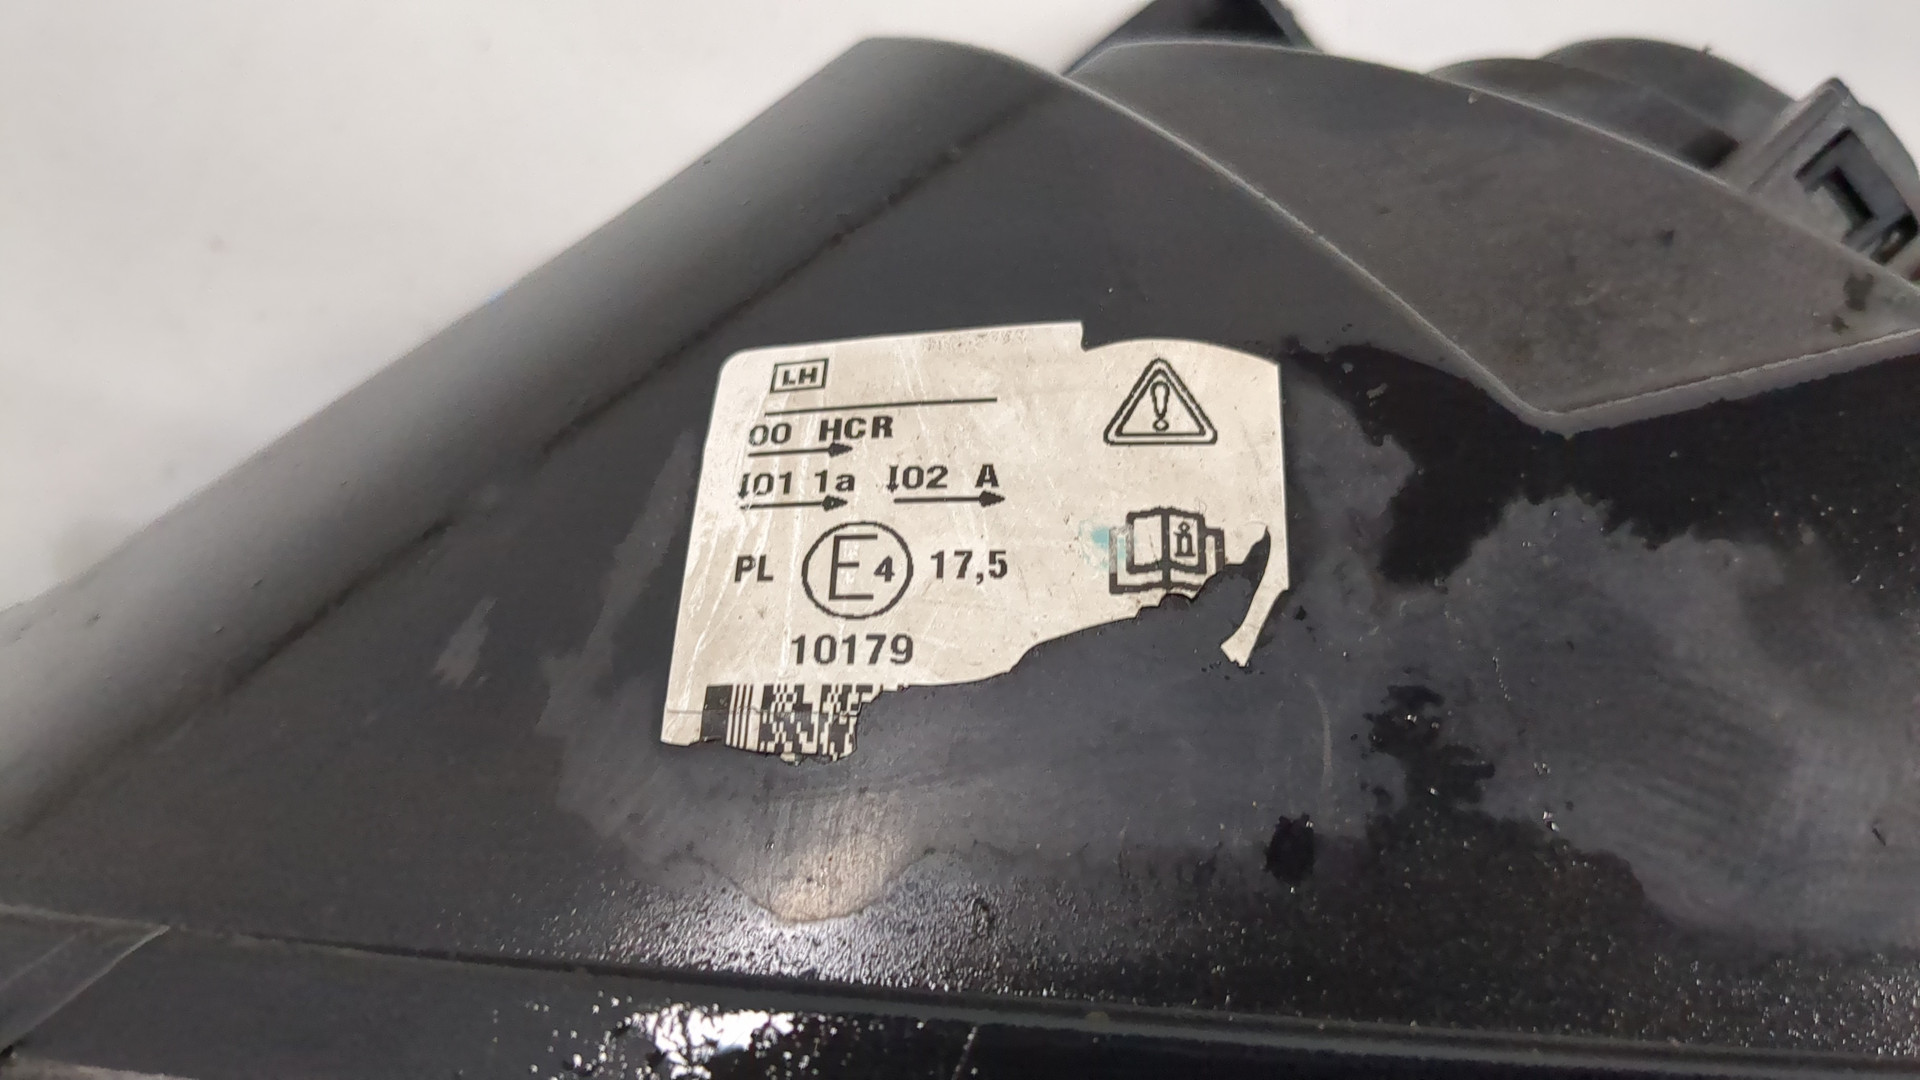 LH
00 HCR
I01 1a I02 A
PL E4 17,5
10179